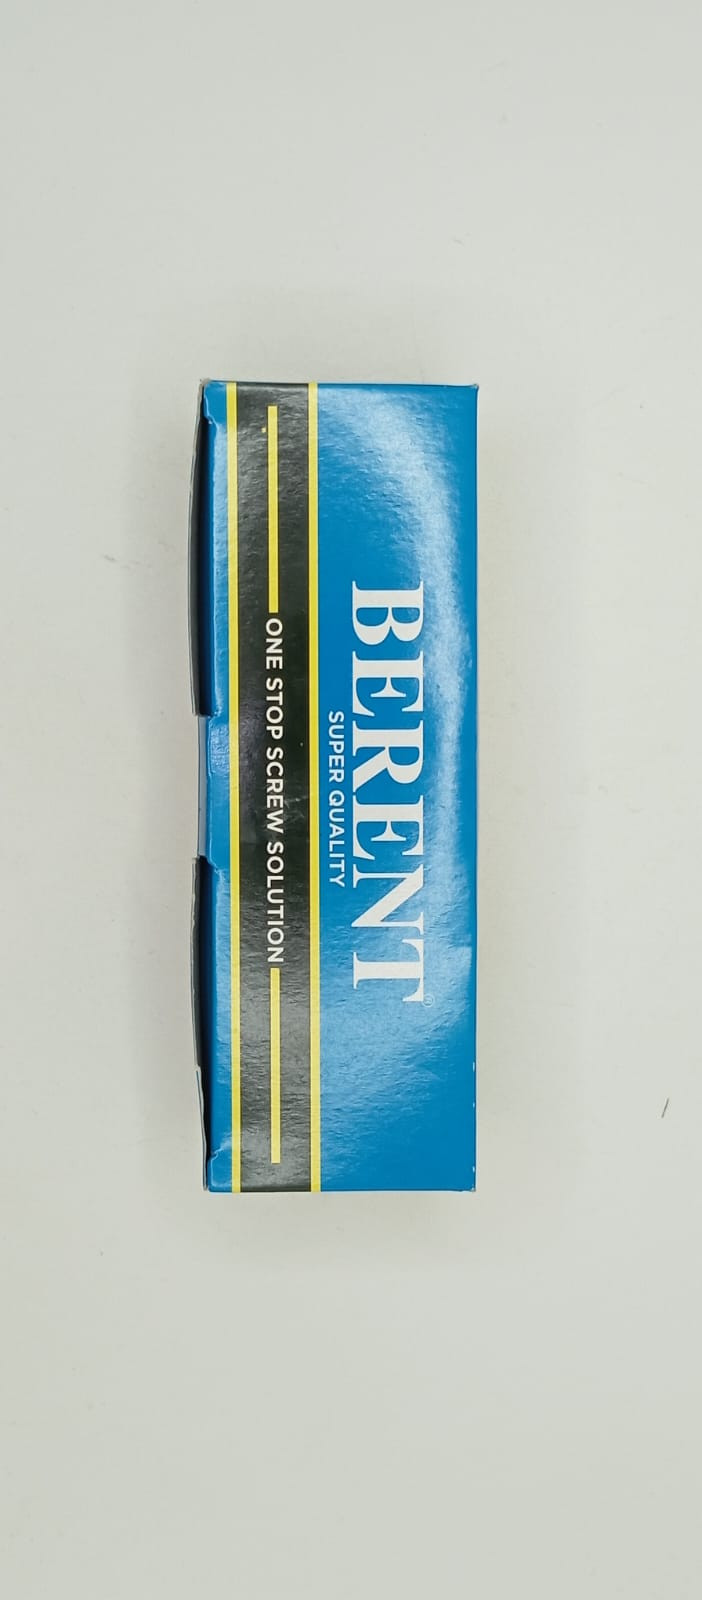 BERENT®
SUPER QUALITY
ONE STOP SCREW SOLUTION